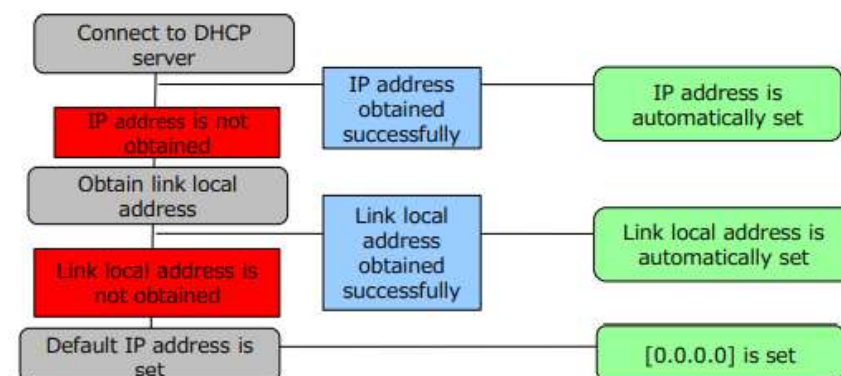 Connect to DHCP
server
IP address
obtained
successfully
IP address is
automatically set
IP address is not
obtained
Obtain link local
address
Link local
address
obtained
successfully
Link local address is
automatically set
Link local address is
not obtained
Default IP address is
set
[0.0.0.0] is set